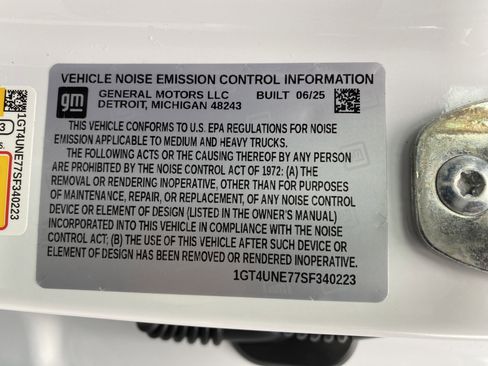 VEHICLE NOISE EMISSION CONTROL INFORMATION
gm
GENERAL MOTORS LLC BUILT 06/25
DETROIT, MICHIGAN 48243
THIS VEHICLE CONFORMS TO U.S. EPA REGULATIONS FOR NOISE
EMISSION APPLICABLE TO MEDIUM AND HEAVY TRUCKS.
THE FOLLOWING ACTS OR THE CAUSING THEREOF BY ANY PERSON
ARE PROHIBITED BY THE NOISE CONTROL ACT OF 1972: (A) THE
REMOVAL OR RENDERING INOPERATIVE, OTHER THAN FOR PURPOSES
OF MAINTENANCE, REPAIR, OR REPLACEMENT, OF ANY NOISE CONTROL
DEVICE OR ELEMENT OF DESIGN (LISTED IN THE OWNER'S MANUAL)
INCORPORATED INTO THIS VEHICLE IN COMPLIANCE WITH THE NOISE
CONTROL ACT; (B) THE USE OF THIS VEHICLE AFTER SUCH DEVICE OR
ELEMENT OF DESIGN HAS BEEN REMOVED OR RENDERED INOPERATIVE.
1GT4UNE77SF340223
1GT4UNE77SF340223
3
s.